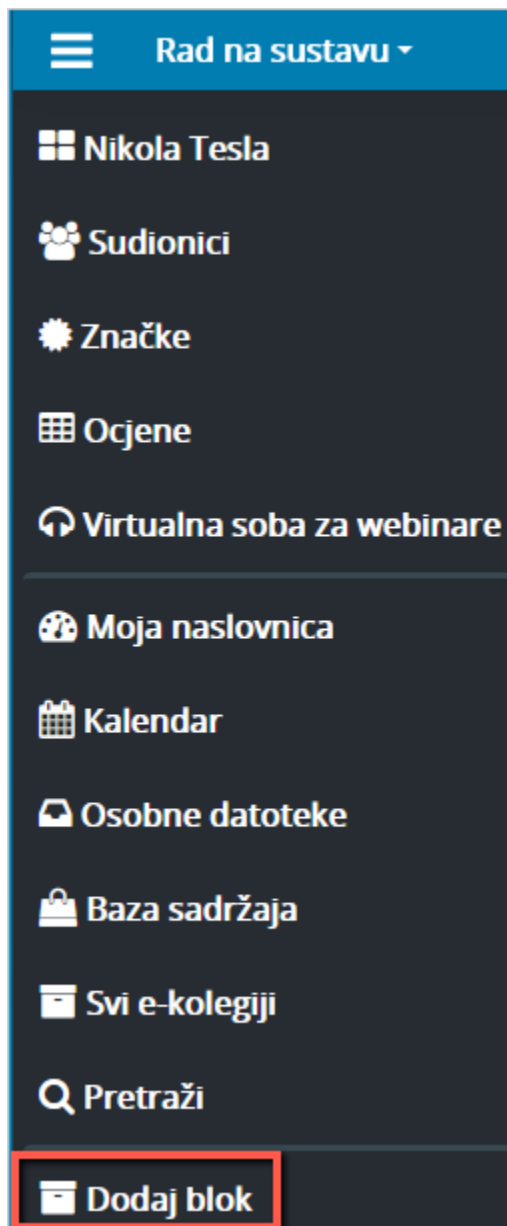 Rad na sustavu
Nikola Tesla
Sudionici
Značke
Ocjene
Virtualna soba za webinare
Moja naslovnica
Kalendar
Osobne datoteke
Baza sadržaja
Svi e-kolegiji
Pretraži
Dodaj blok